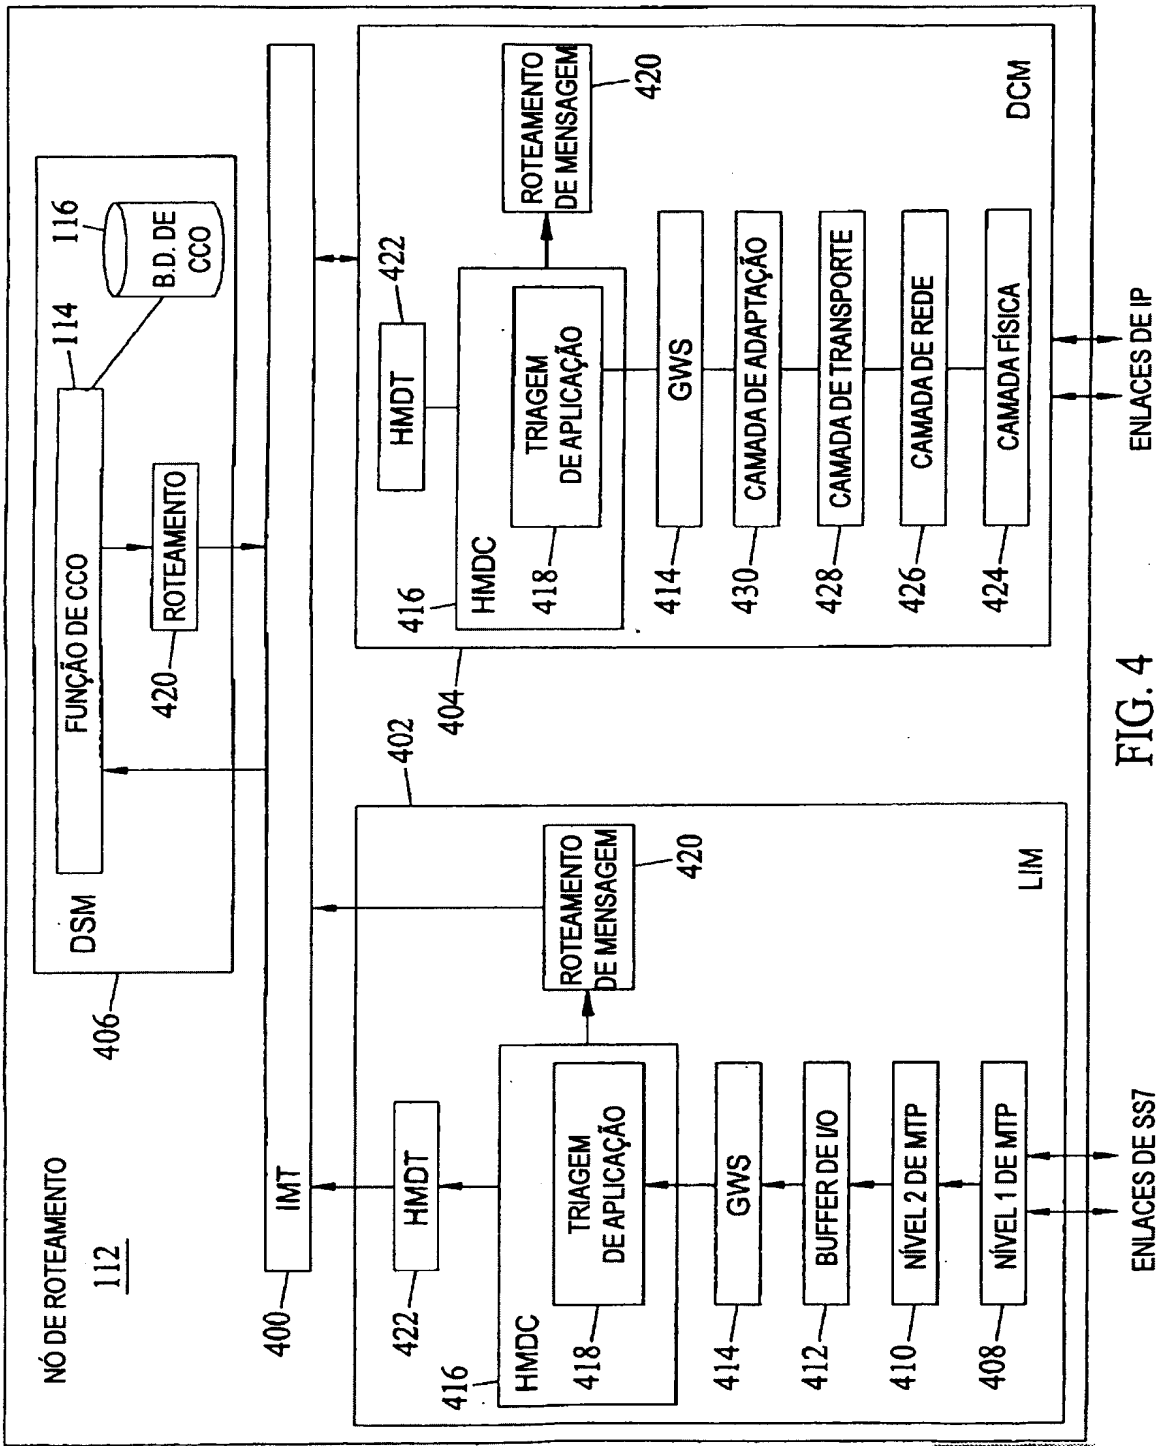 NÓ DE ROTEAMENTO
112
DSM
406
FUNÇÃO DE CCO
114
116
B.D. DE
CCO
ROTEAMENTO
420
IMT
400
402
HMDT
422
HMDC
416
TRIAGEM
DE APLICAÇÃO
418
ROTEAMENTO
DE MENSAGEM
420
GWS
414
BUFFER DE I/O
412
NÍVEL 2 DE MTP
410
NÍVEL 1 DE MTP
408
LIM
ENLACES DE SS7
404
HMDT
422
HMDC
416
TRIAGEM
DE APLICAÇÃO
418
ROTEAMENTO
DE MENSAGEM
420
GWS
414
CAMADA DE ADAPTAÇÃO
430
CAMADA DE TRANSPORTE
428
CAMADA DE REDE
426
CAMADA FÍSICA
424
DCM
ENLACES DE IP
FIG. 4